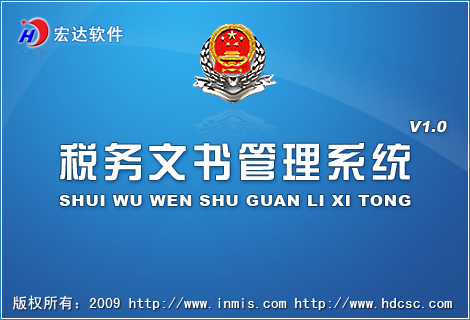 宏达软件
V1.0
税务文书管理系统
SHUI WU WEN SHU GUAN LI XI TONG
版权所有：2009 http://www.inmis.com http://www.hdcsc.com